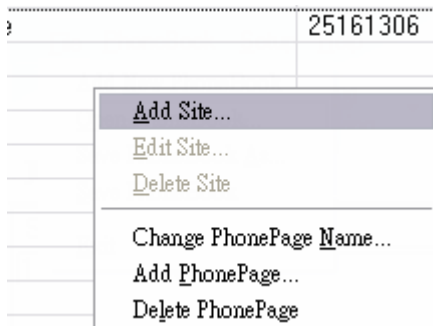 25161306
Add Site...
Edit Site...
Delete Site
Change PhonePage Name...
Add PhonePage...
Delete PhonePage